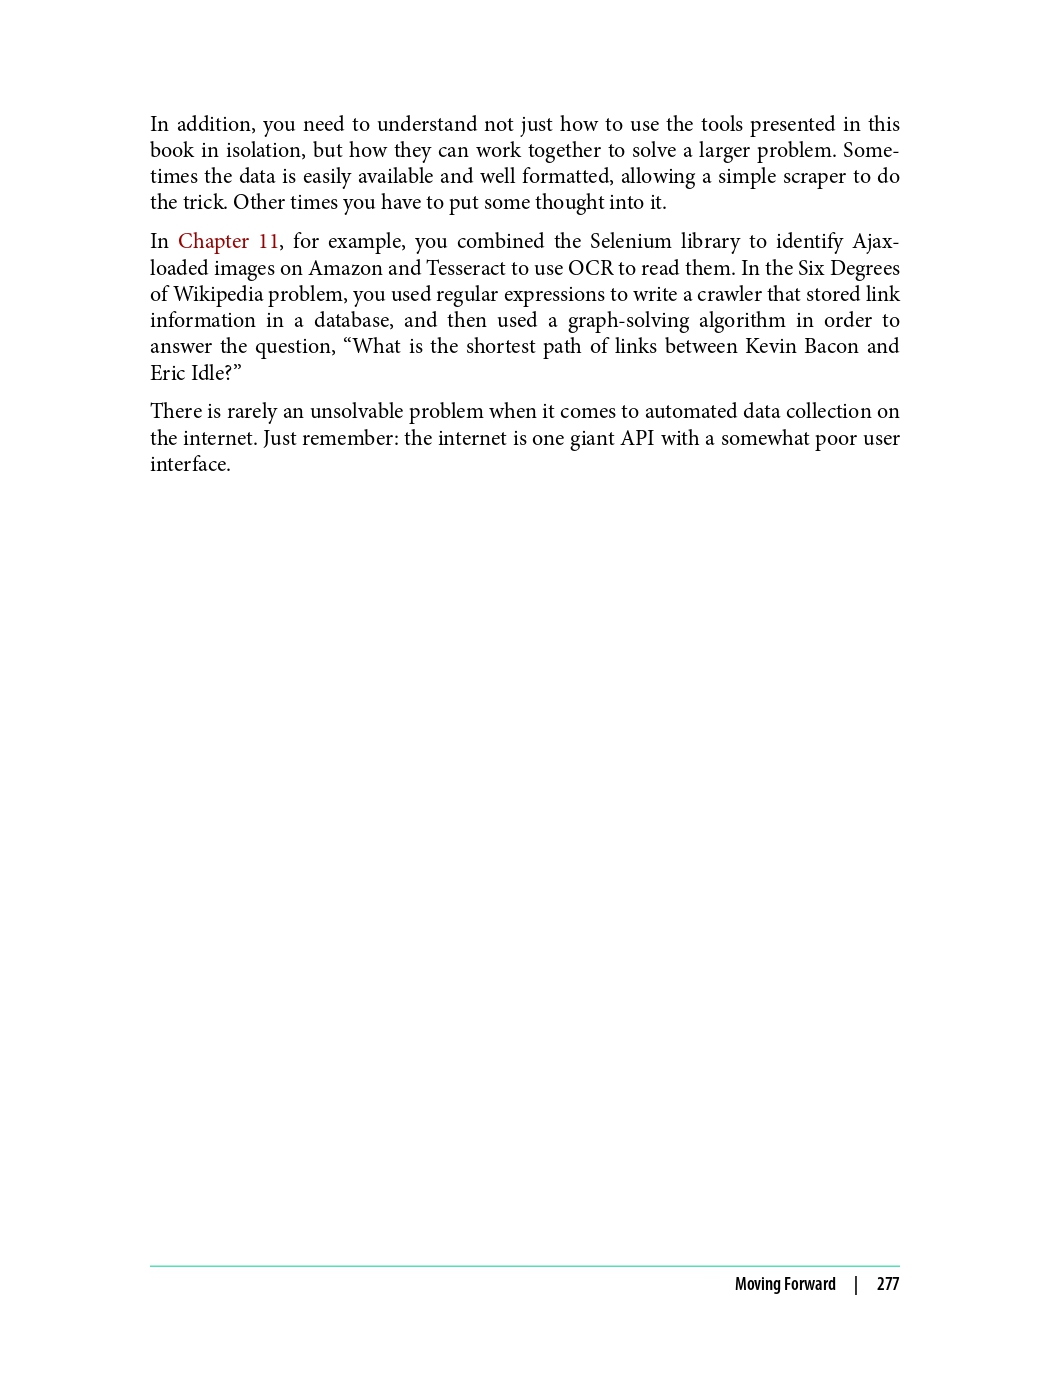 In addition, you need to understand not just how to use the tools presented in this
book in isolation, but how they can work together to solve a larger problem. Some-
times the data is easily available and well formatted, allowing a simple scraper to do
the trick. Other times you have to put some thought into it.
In Chapter 11, for example, you combined the Selenium library to identify Ajax-
loaded images on Amazon and Tesseract to use OCR to read them. In the Six Degrees
of Wikipedia problem, you used regular expressions to write a crawler that stored link
information in a database, and then used a graph-solving algorithm in order to
answer the question, “What is the shortest path of links between Kevin Bacon and
Eric Idle?”
There is rarely an unsolvable problem when it comes to automated data collection on
the internet. Just remember: the internet is one giant API with a somewhat poor user
interface.
Moving Forward | 277